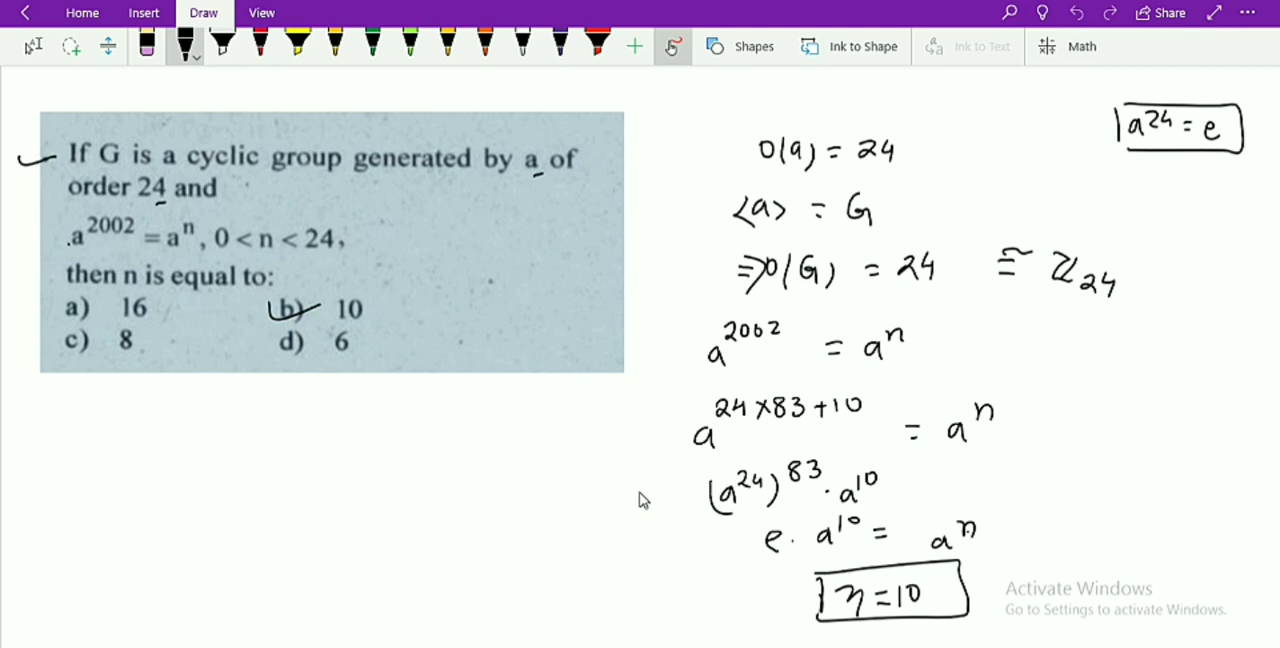 Home Insert Draw View Share
Shapes Ink to Shape Ink to Text Math
If G is a cyclic group generated by a of
order 24 and
a^2002 = a^n, 0 < n < 24,
then n is equal to:
a) 16 (b) 10
c) 8 d) 6
a^24 = e
O(a) = 24
<a> = G
=> O(G) = 24 ≅ ℤ_24
a^2002 = a^n
a^24×83+10 = a^n
(a^24)^83 . a^10
e. a^10 = a^n
n = 10
Activate Windows
Go to Settings to activate Windows.